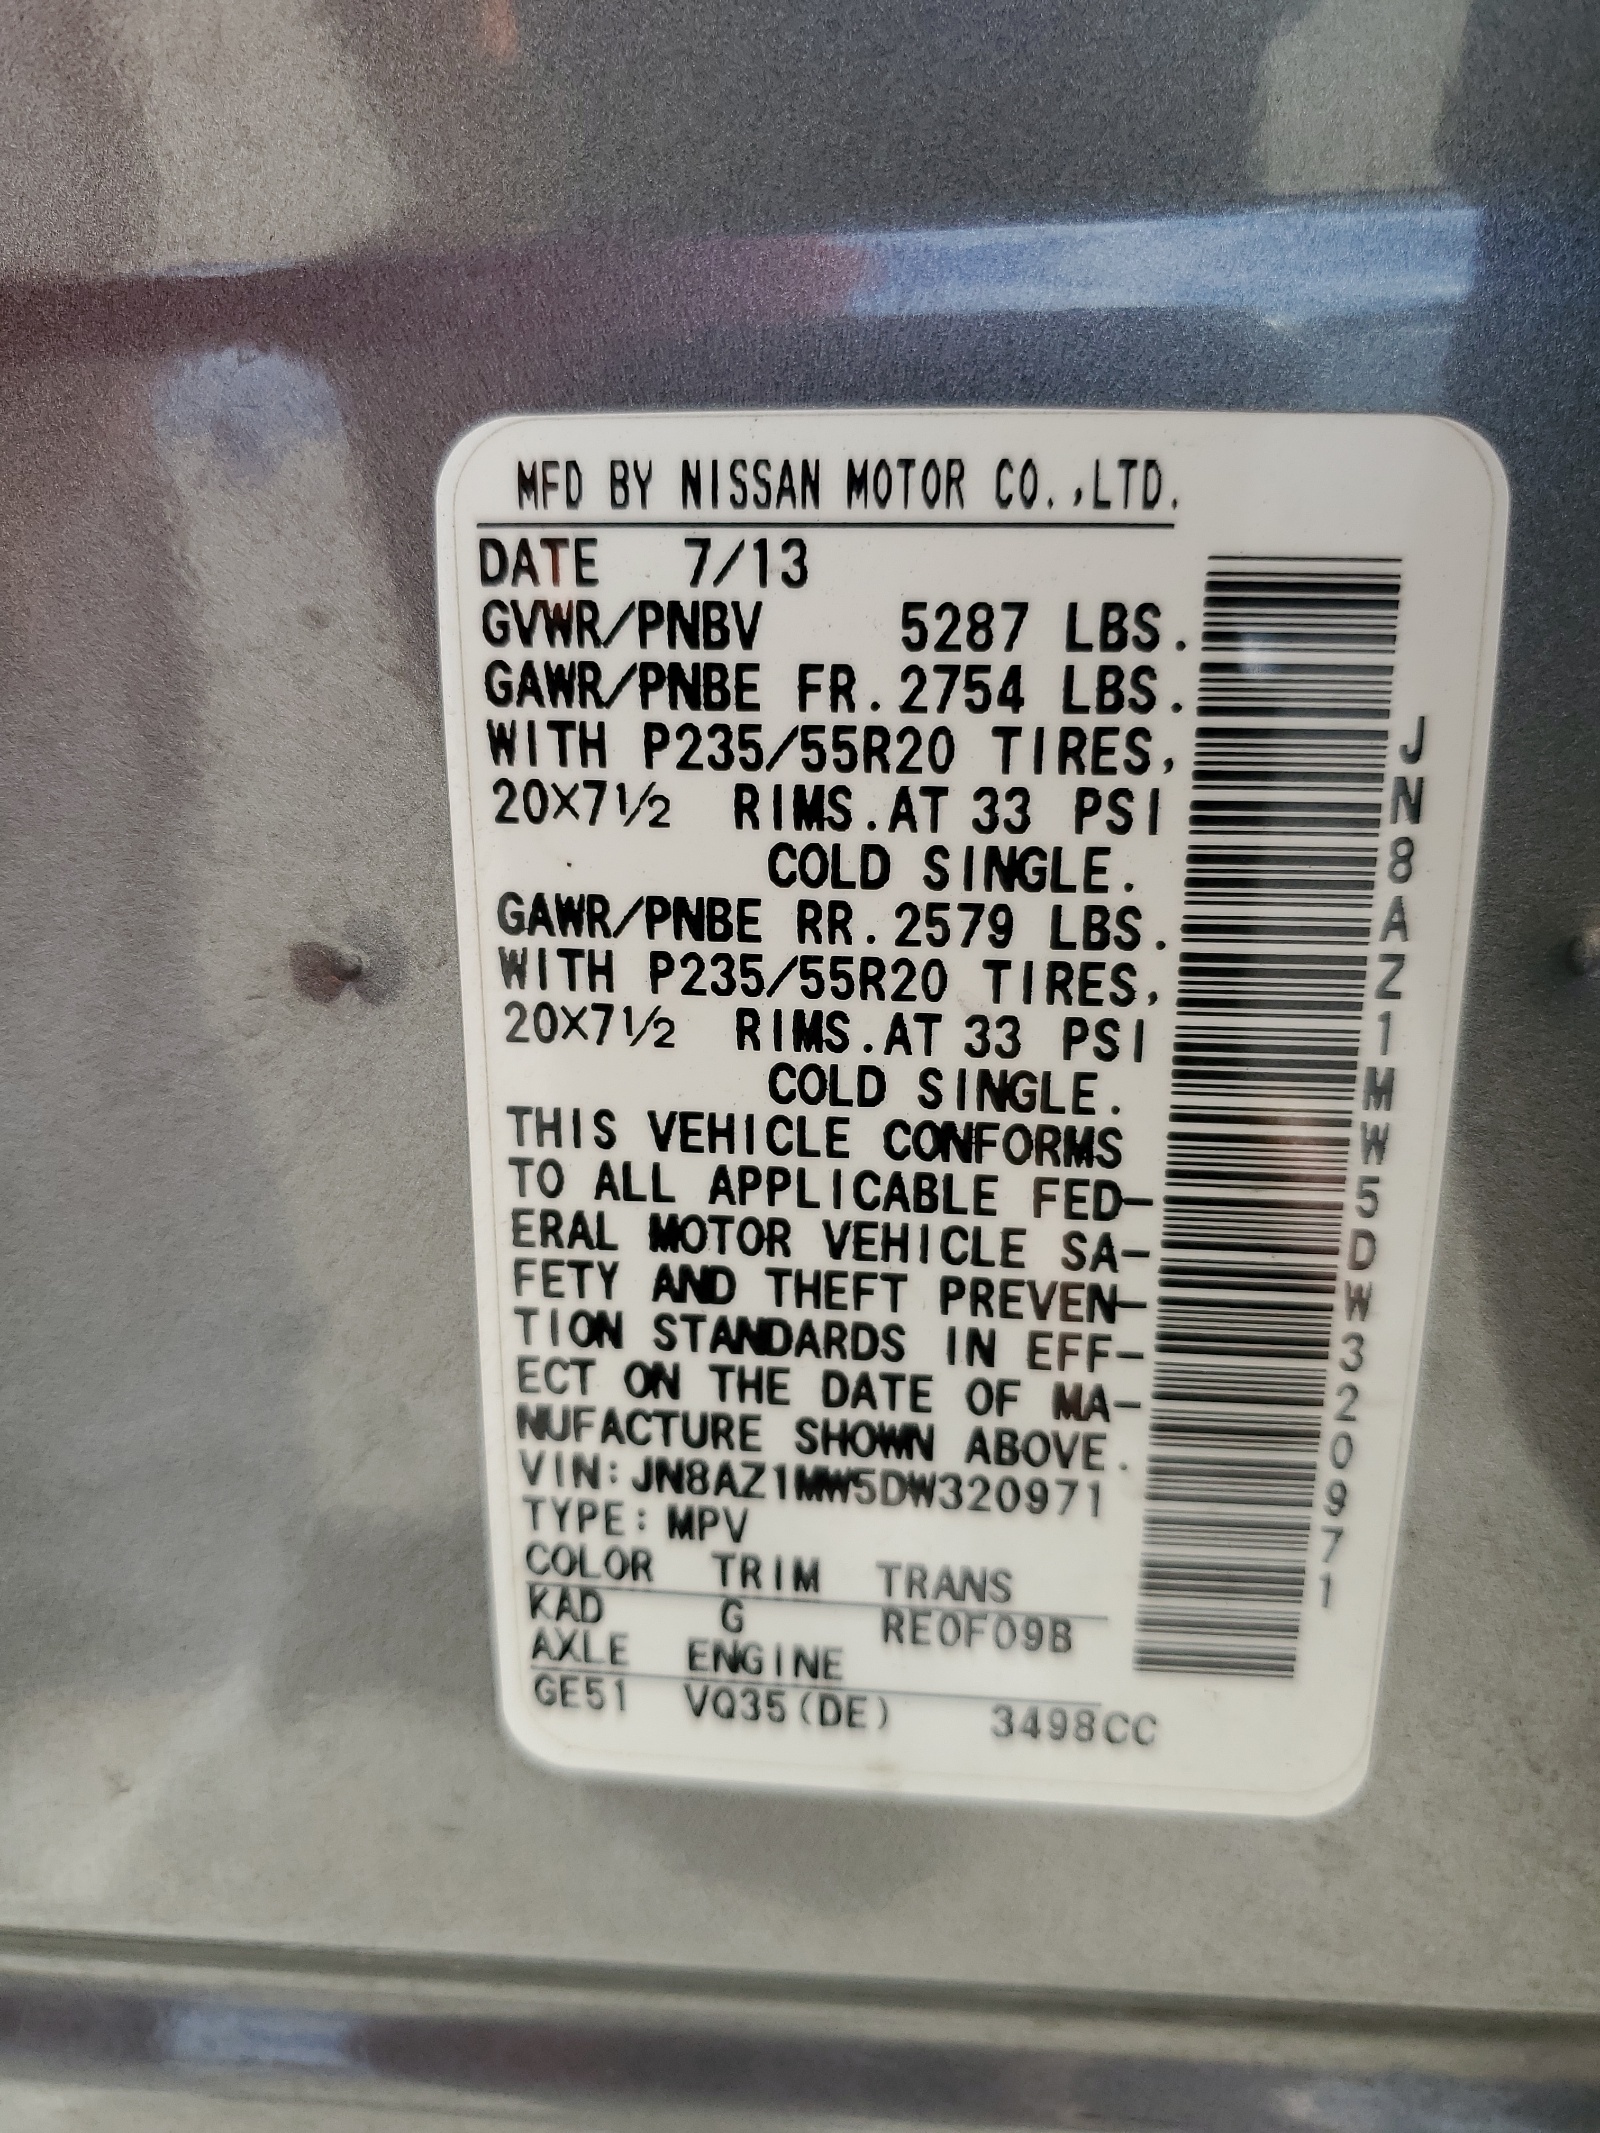 MFD BY NISSAN MOTOR CO.,LTD.
DATE 7/13
GVWR/PNBV 5287 LBS.
GAWR/PNBE FR.2754 LBS.
WITH P235/55R20 TIRES,
20X7½ RIMS.AT 33 PSI
COLD SINGLE.
GAWR/PNBE RR.2579 LBS.
WITH P235/55R20 TIRES,
20X7½ RIMS.AT 33 PSI
COLD SINGLE.
THIS VEHICLE CONFORMS
TO ALL APPLICABLE FED-
ERAL MOTOR VEHICLE SA-
FETY AND THEFT PREVEN-
TION STANDARDS IN EFF-
ECT ON THE DATE OF MA-
NUFACTURE SHOWN ABOVE.
VIN:JN8AZ1MW5DW320971
TYPE:MPV
COLOR TRIM TRANS
KAD G RE0F09B
AXLE ENGINE
GE51 VQ35(DE) 3498CC
JN8AZ1MW5DW320971